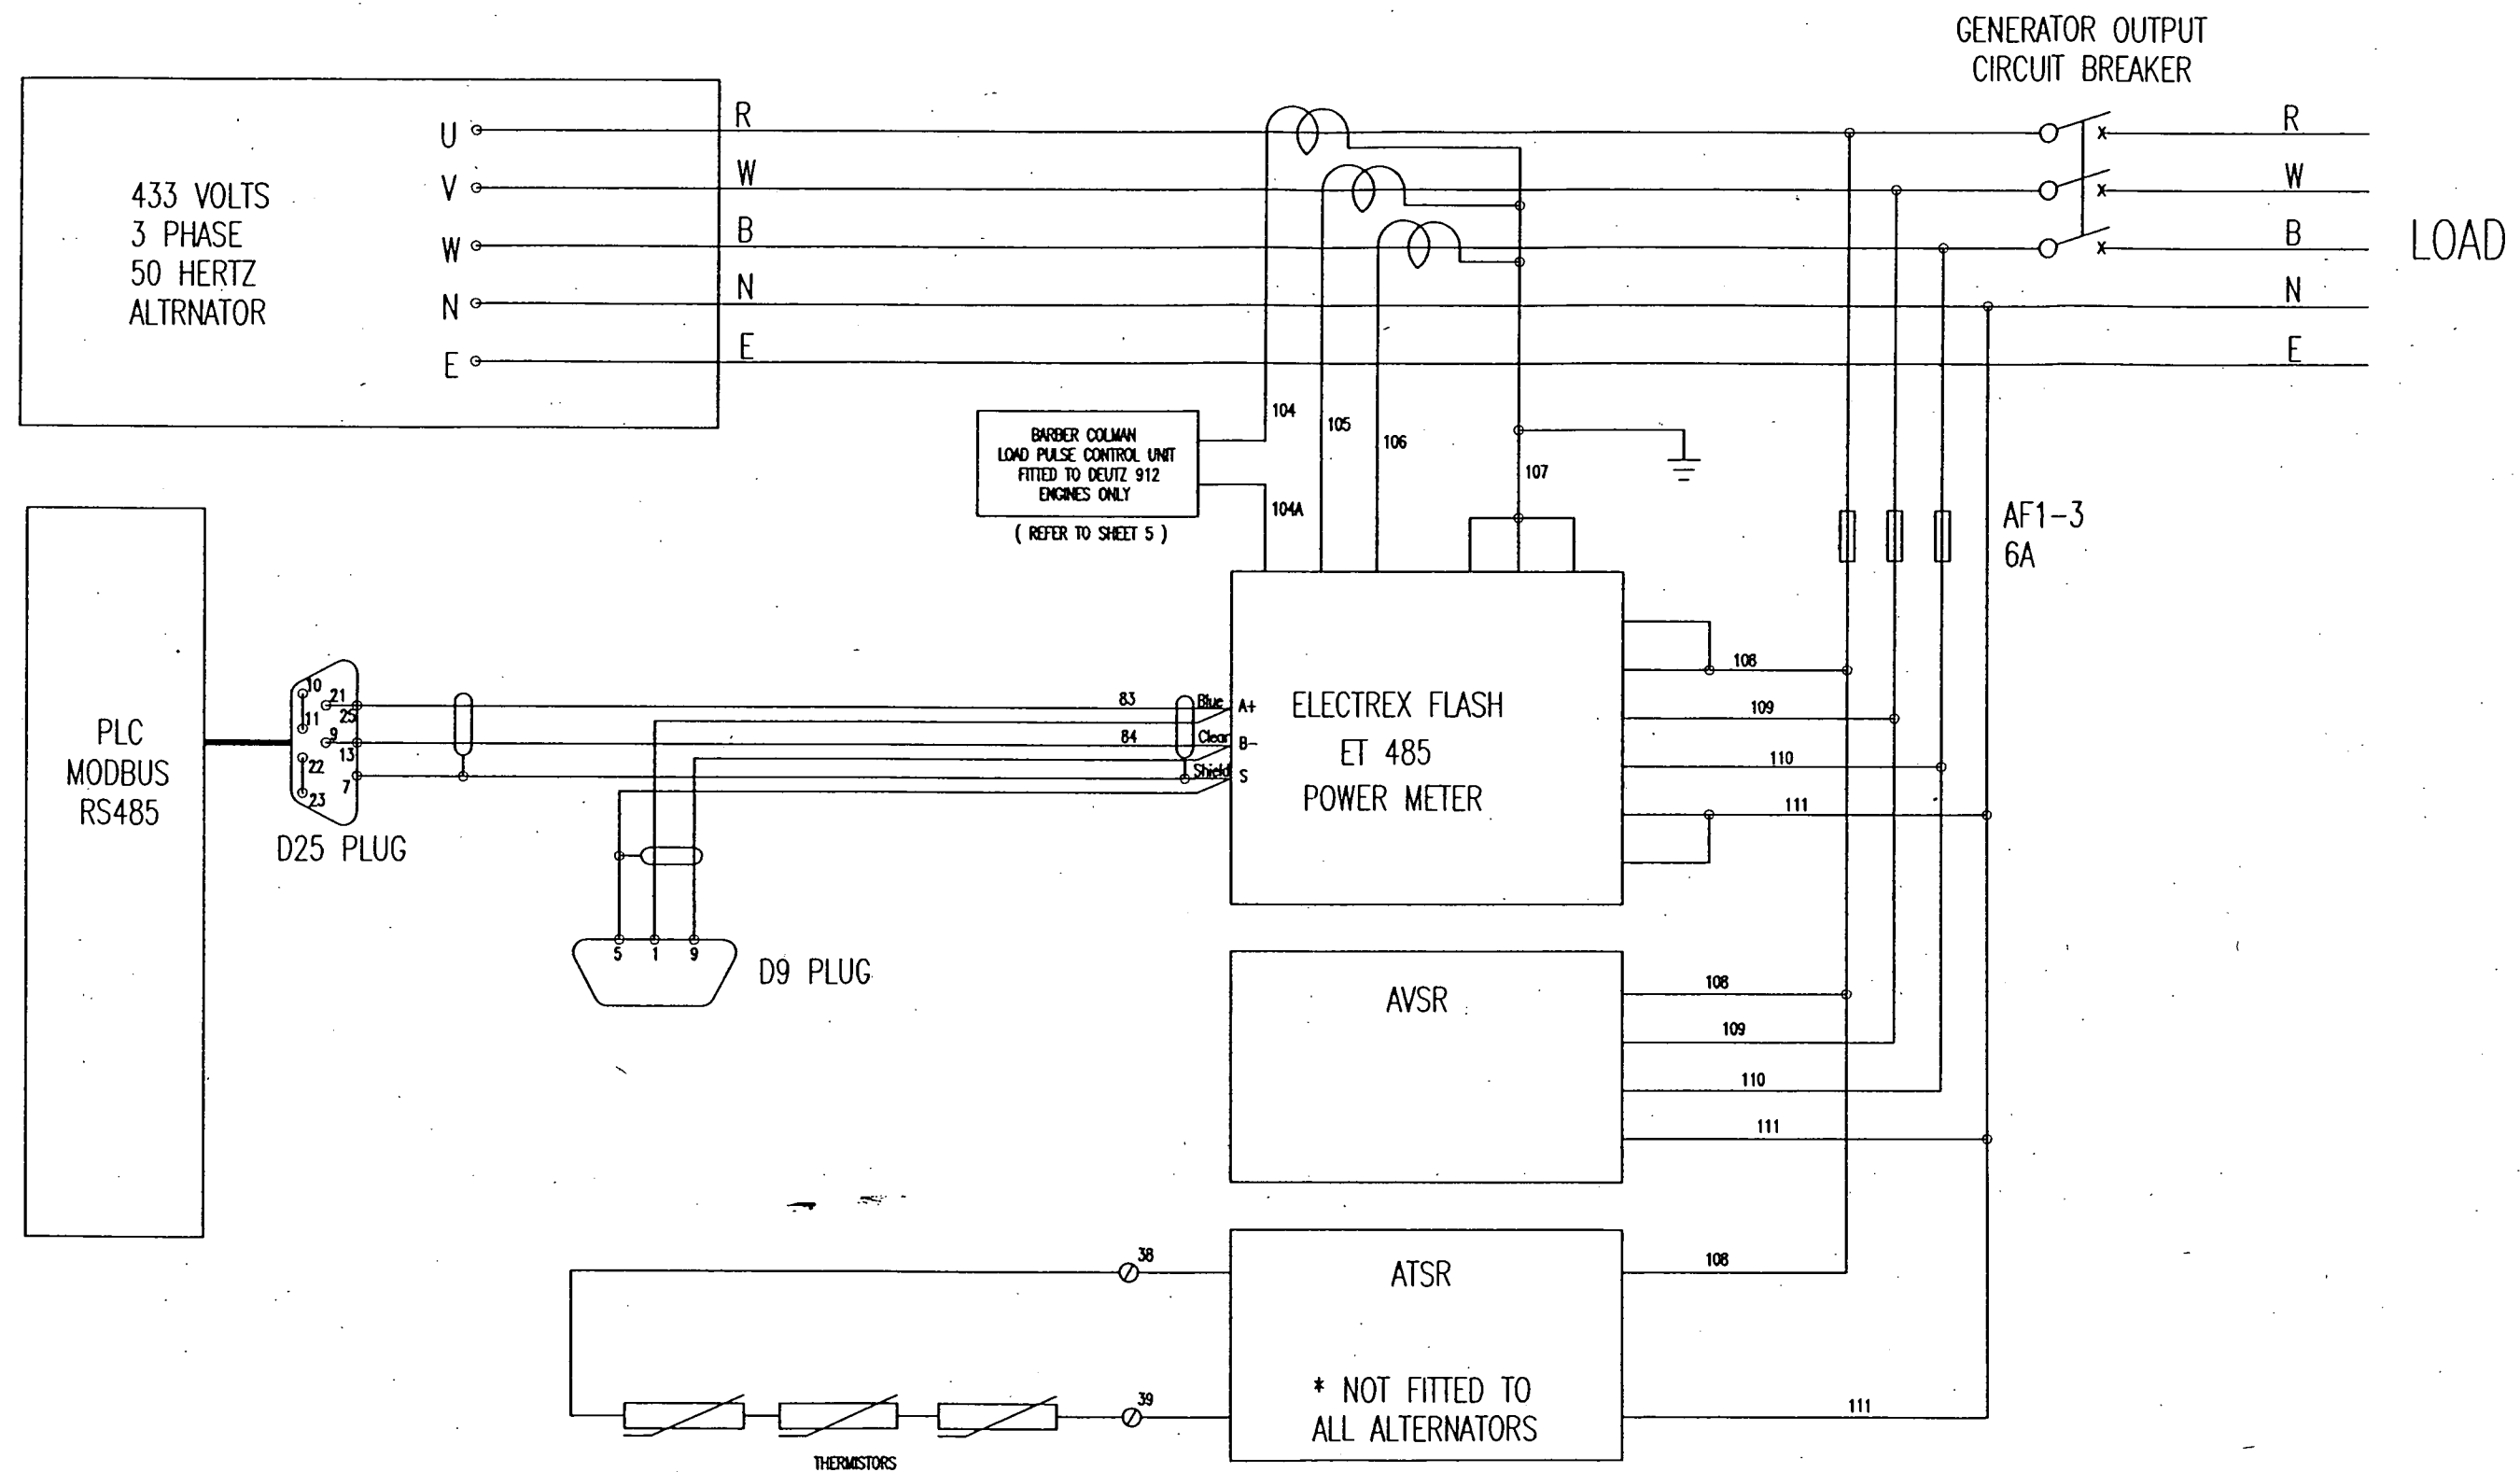 GENERATOR OUTPUT
CIRCUIT BREAKER
433 VOLTS
3 PHASE
50 HERTZ
ALTRNATOR
U
V
W
N
E
R
W
B
N
E
R
W
B
N
E
LOAD
104
105
106
107
104A
BARBER COLMAN
LOAD PULSE CONTROL UNIT
FITTED TO DEUTZ 912
ENGINES ONLY
( REFER TO SHEET 5 )
AF1-3
6A
PLC
MODBUS
RS485
10
11
21
25
9
13
22
23
7
D25 PLUG
83
84
Blue
Clear
Shield
A+
B-
S
ELECTREX FLASH
ET 485
POWER METER
108
109
110
111
5 1 9
D9 PLUG
AVSR
108
109
110
111
ATSR
* NOT FITTED TO
ALL ALTERNATORS
108
111
38
39
THERMISTORS